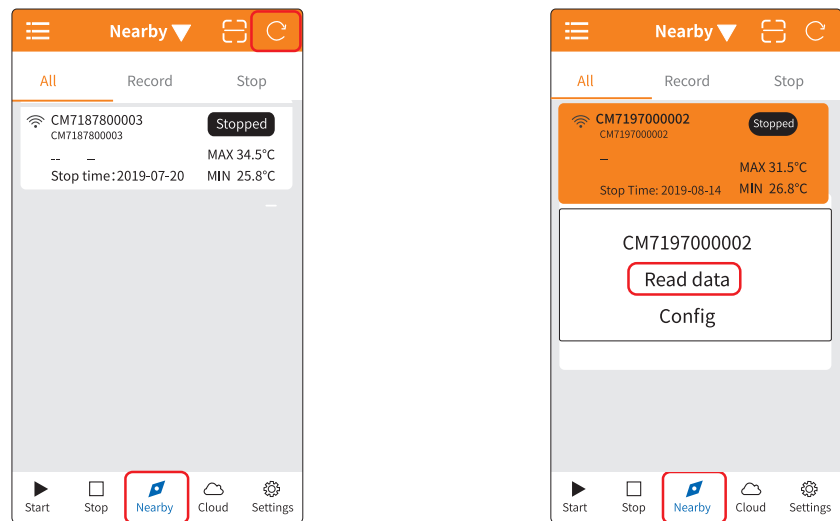 Nearby
All Record Stop
CM7187800003 Stopped
CM7187800003
-- – MAX 34.5°C
Stop time:2019-07-20 MIN 25.8°C
Start Stop Nearby Cloud Settings
Nearby
All Record Stop
CM7197000002 Stopped
CM7197000002
– MAX 31.5°C
Stop Time: 2019-08-14 MIN 26.8°C
CM7197000002
Read data
Config
Start Stop Nearby Cloud Settings